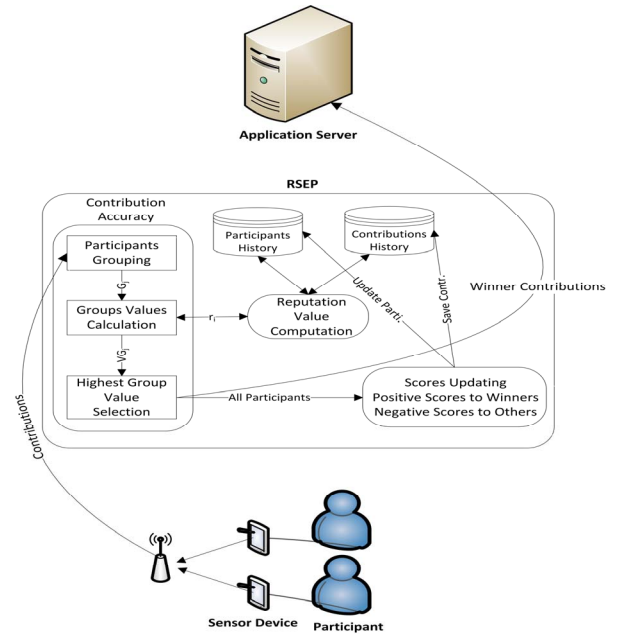 Application Server
RSEP
Contribution
Accuracy
Participants
History
Contributions
History
Participants
Grouping
Gj
Groups Values
Calculation
ri
Reputation
Value
Computation
Update Parti.
Save Contr.
Winner Contributions
VGj
Highest Group
Value
Selection
All Participants
Scores Updating
Positive Scores to Winners
Negative Scores to Others
Contributions
Sensor Device
Participant